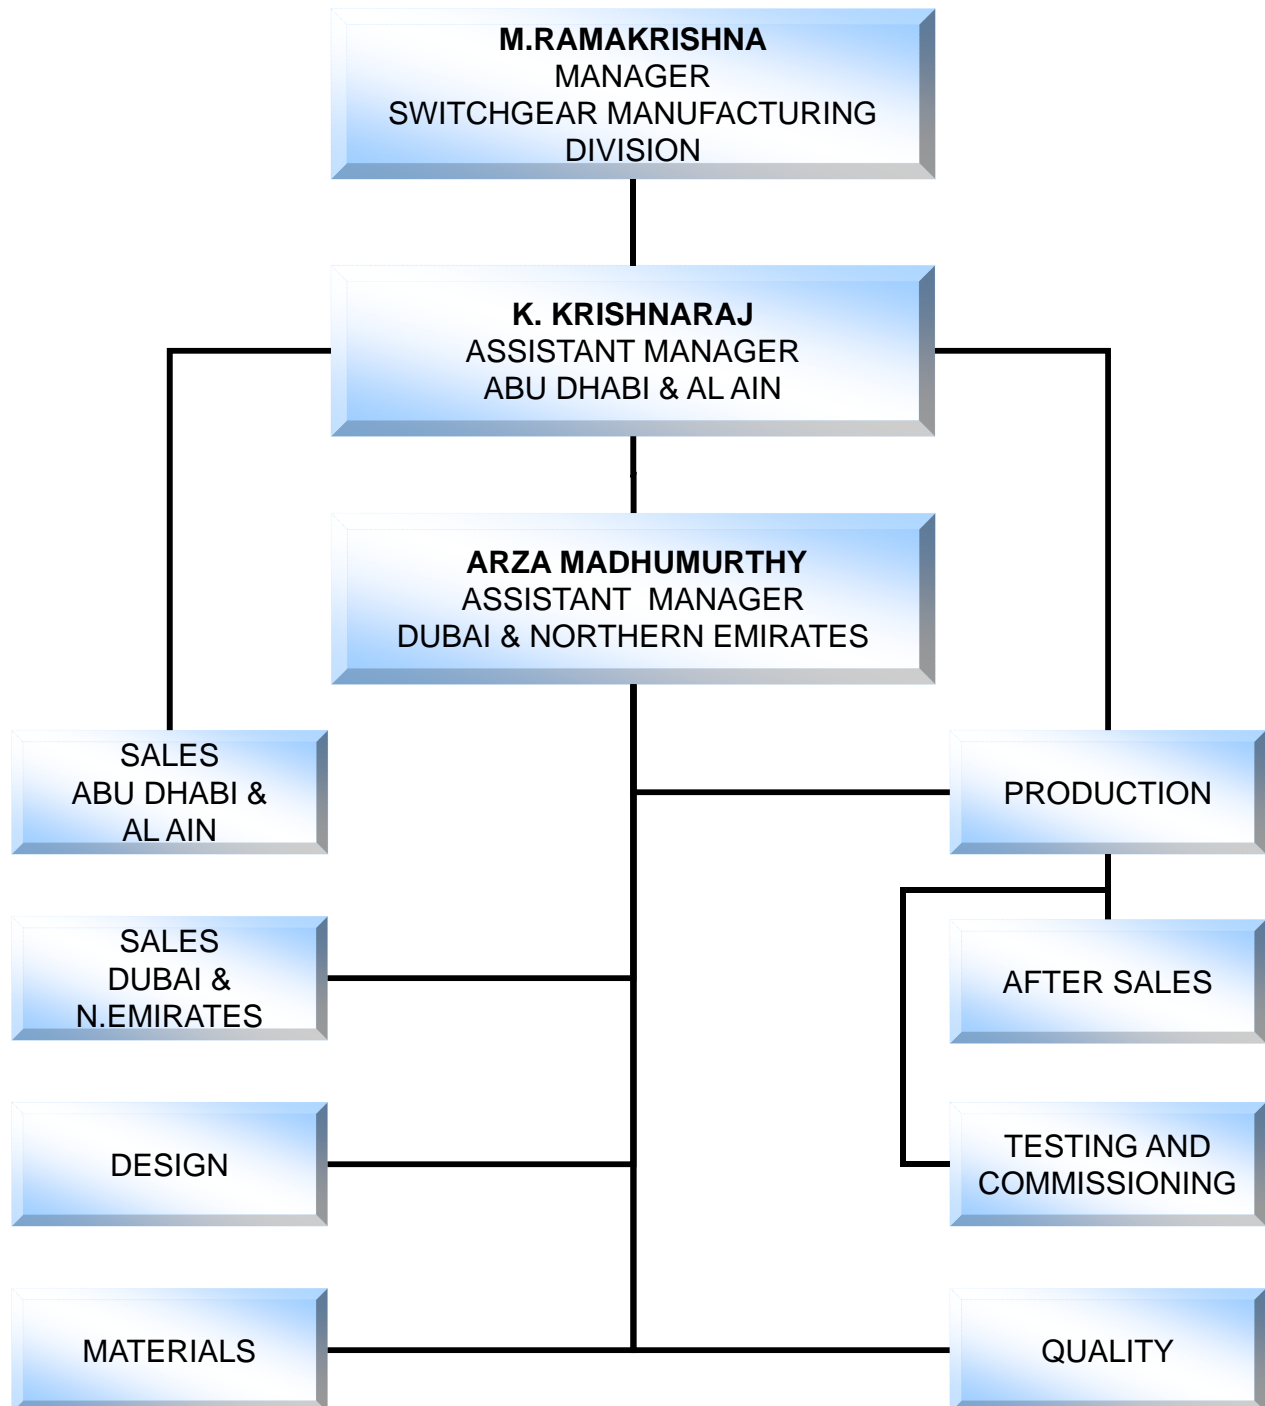 M.RAMAKRISHNA
MANAGER
SWITCHGEAR MANUFACTURING
DIVISION
K. KRISHNARAJ
ASSISTANT MANAGER
ABU DHABI & AL AIN
ARZA MADHUMURTHY
ASSISTANT  MANAGER
DUBAI & NORTHERN EMIRATES
SALES
ABU DHABI &
AL AIN
PRODUCTION
SALES
DUBAI &
N.EMIRATES
AFTER SALES
DESIGN
TESTING AND
COMMISSIONING
MATERIALS
QUALITY